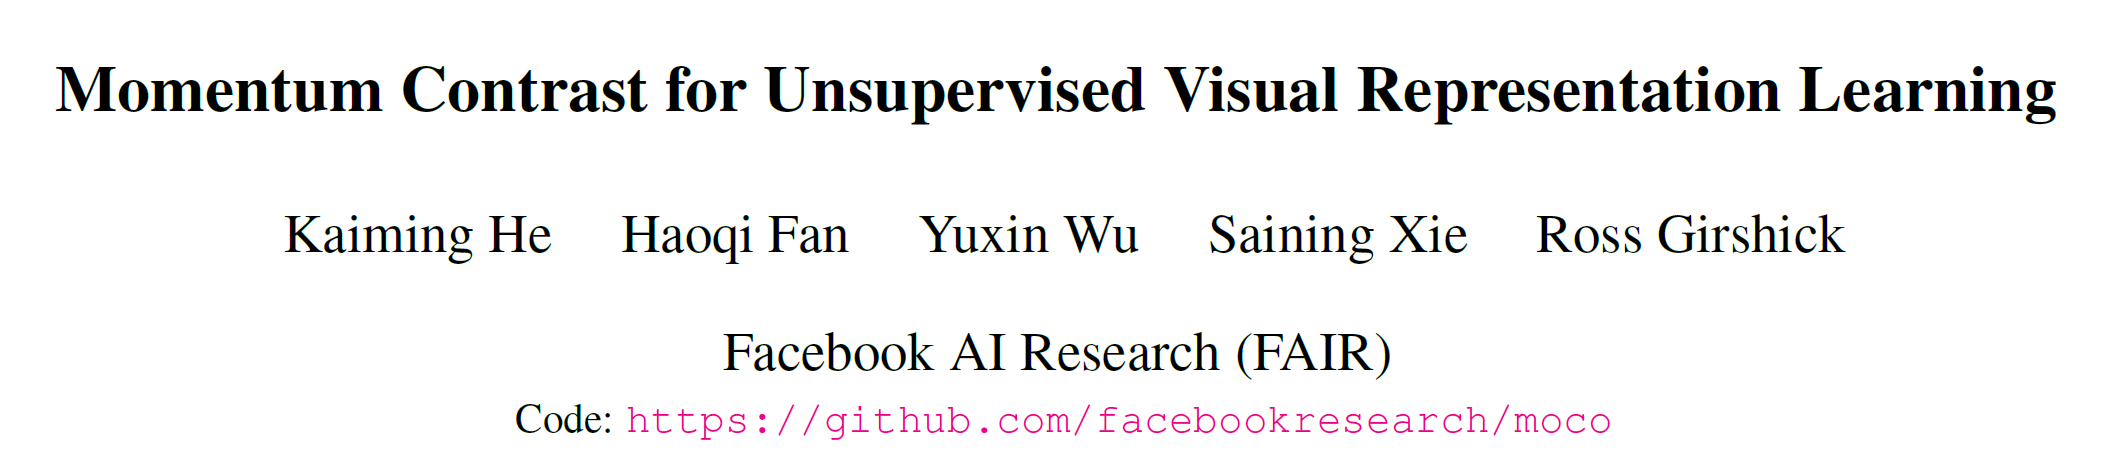 Momentum Contrast for Unsupervised Visual Representation Learning
Kaiming He Haoqi Fan Yuxin Wu Saining Xie Ross Girshick
Facebook AI Research (FAIR)
Code: https://github.com/facebookresearch/moco